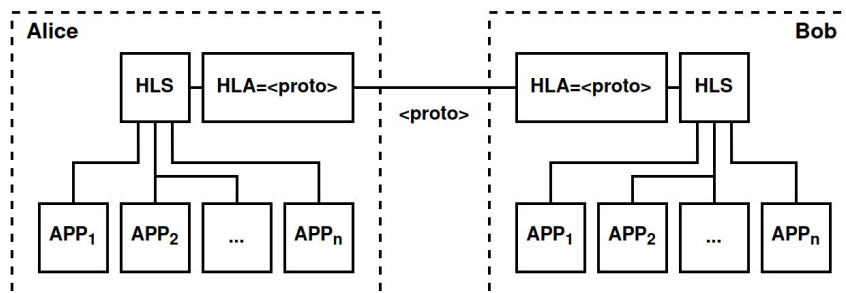 Alice
Bob
HLS
HLA=<proto>
HLA=<proto>
HLS
<proto>
APP1
APP2
...
APPn
APP1
APP2
...
APPn